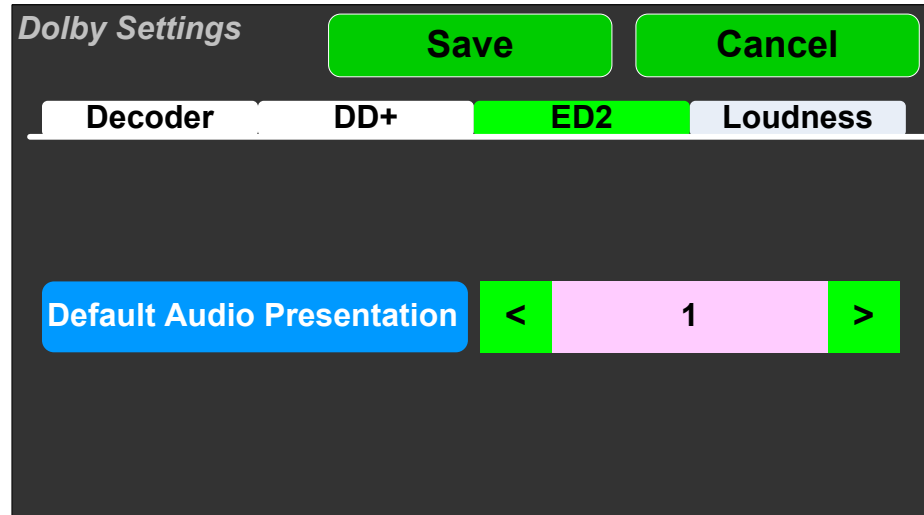 Dolby Settings
Save Cancel
Decoder DD+ ED2 Loudness
Default Audio Presentation < 1 >